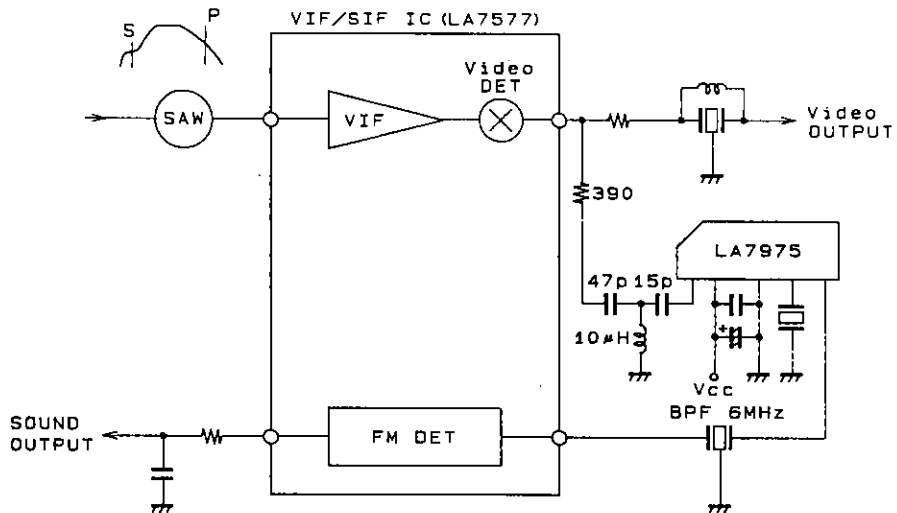 VIF/SIF IC (LA7577)
S
P
Video
DET
SAW
VIF
Video
OUTPUT
390
LA7975
47p 15p
10μH
+
Vcc
BPF 6MHz
SOUND
OUTPUT
FM DET